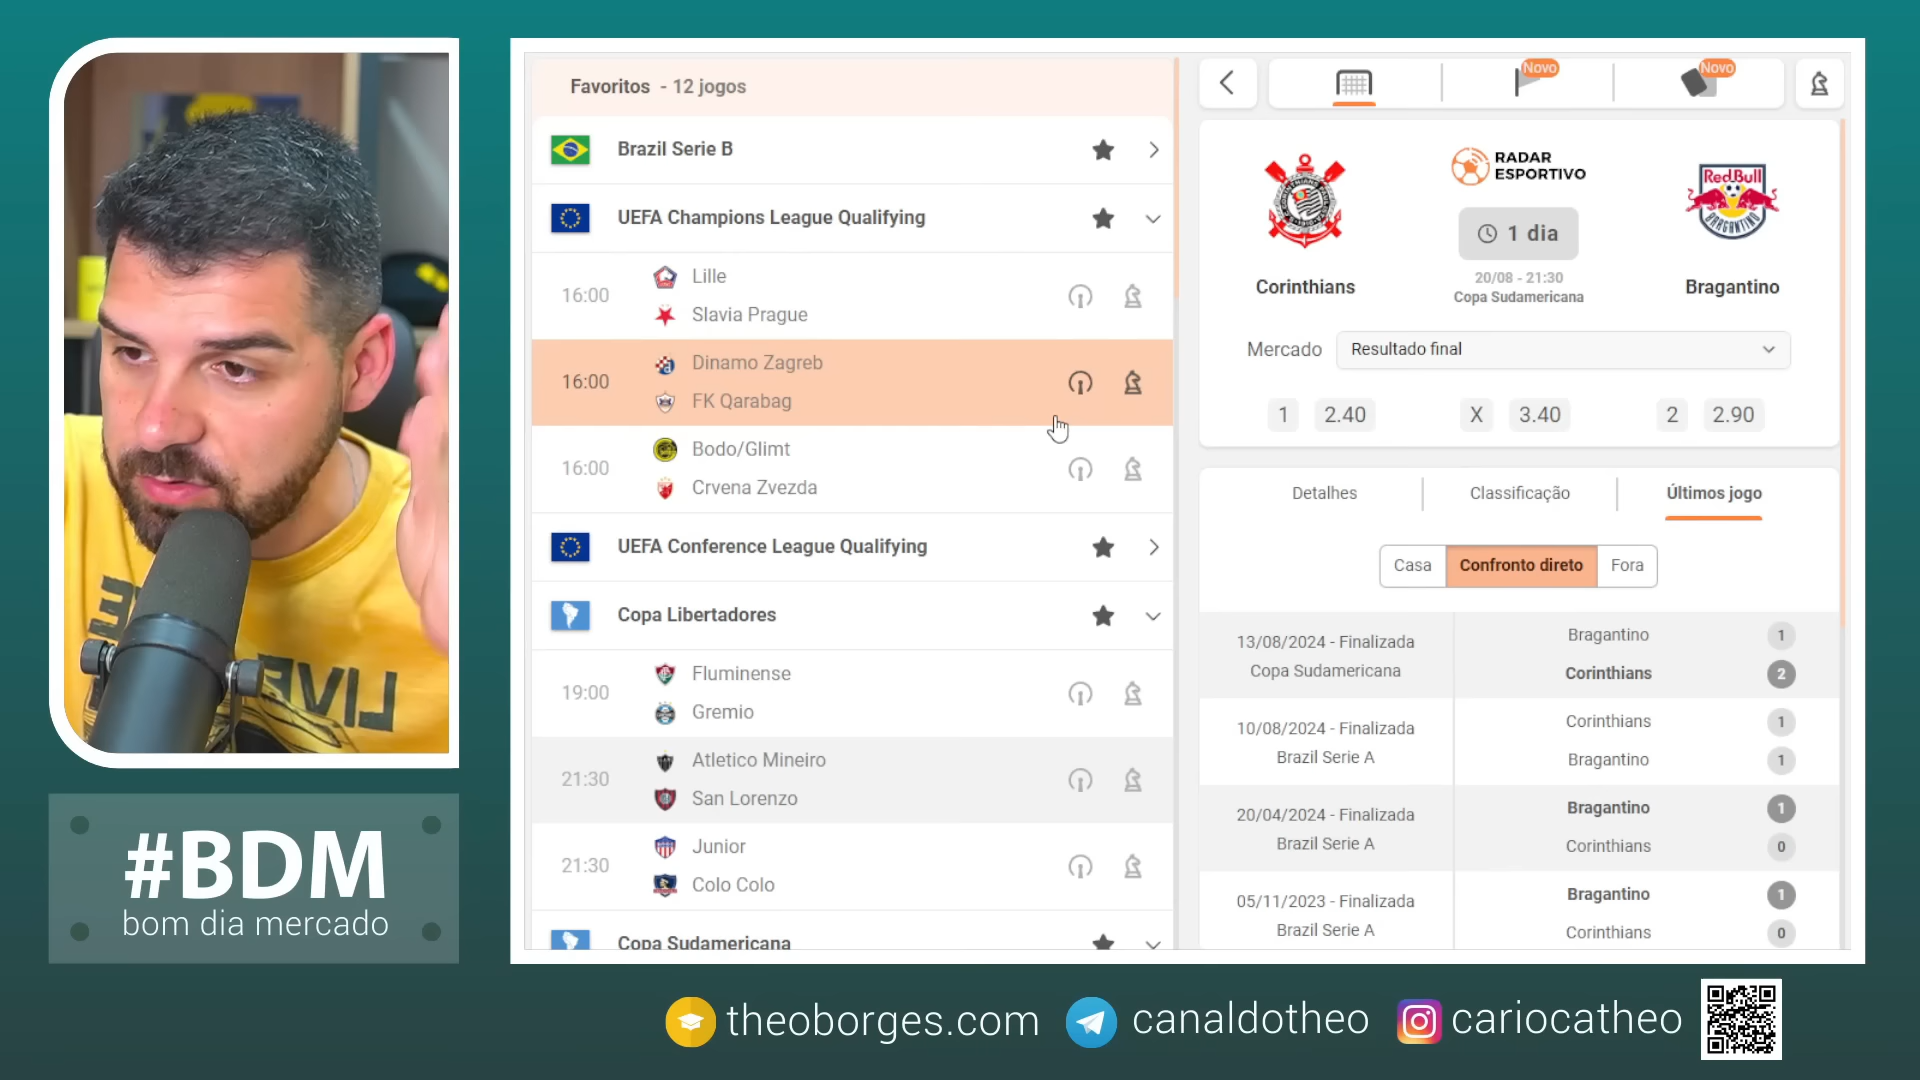 Favoritos - 12 jogos
Brazil Serie B
UEFA Champions League Qualifying
16:00
Lille
Slavia Prague
16:00
Dinamo Zagreb
FK Qarabag
16:00
Bodo/Glimt
Crvena Zvezda
UEFA Conference League Qualifying
Copa Libertadores
19:00
Fluminense
Gremio
21:30
Atletico Mineiro
San Lorenzo
21:30
Junior
Colo Colo
Copa Sudamericana
Novo
Novo
RADAR
ESPORTIVO
RedBull
BRAGANTINO
1 dia
20/08 - 21:30
Copa Sudamericana
Corinthians
Bragantino
Mercado Resultado final
1 2.40 X 3.40 2 2.90
Detalhes Classificação Últimos jogo
Casa Confronto direto Fora
13/08/2024 - Finalizada
Copa Sudamericana
Bragantino 1
Corinthians 2
10/08/2024 - Finalizada
Brazil Serie A
Corinthians 1
Bragantino 1
20/04/2024 - Finalizada
Brazil Serie A
Bragantino 1
Corinthians 0
05/11/2023 - Finalizada
Brazil Serie A
Bragantino 1
Corinthians 0
LIVE
#BDM
bom dia mercado
theoborges.com canaldotheo cariocatheo